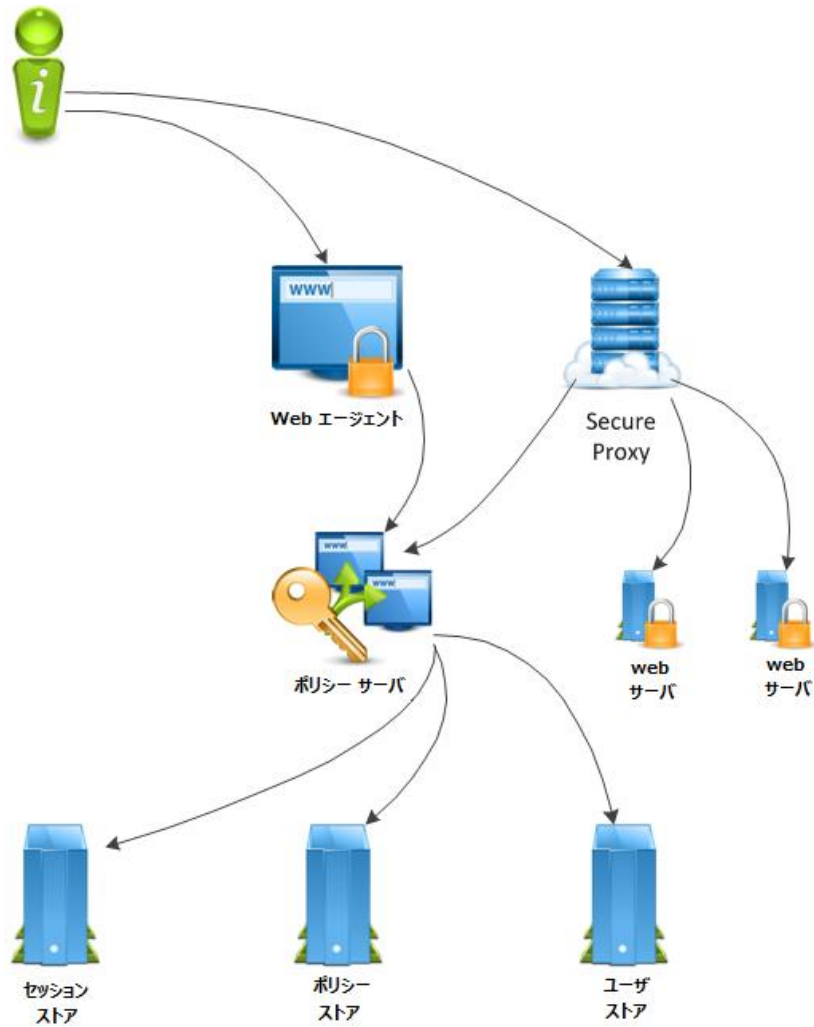 i
www
Web エージェント
Secure
Proxy
www
www
ポリシー サーバ
web
サーバ
web
サーバ
セッション
ストア
ポリシー
ストア
ユーザ
ストア